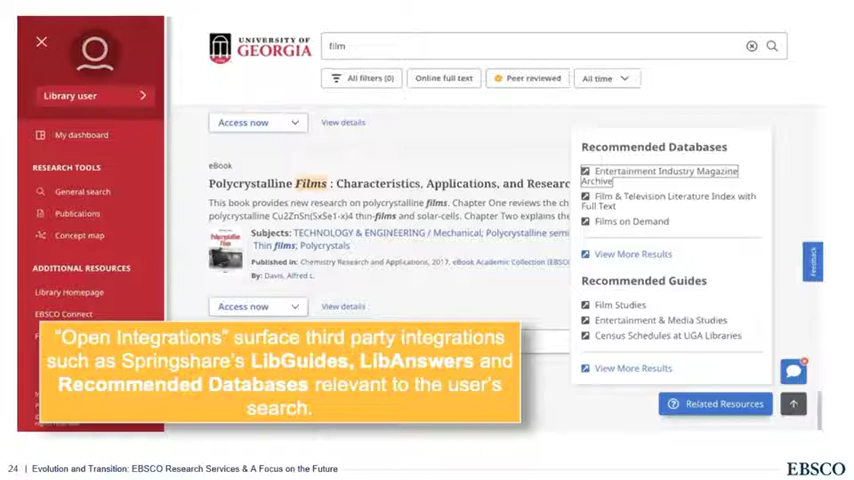 UNIVERSITY OF
GEORGIA
film
All filters (0)
Online full text
Peer reviewed
All time
Library user
My dashboard
RESEARCH TOOLS
General search
Publications
Concept map
ADDITIONAL RESOURCES
Library Homepage
EBSCO Connect
Access now
View details
eBook
Polycrystalline Films : Characteristics, Applications, and Researc
This book provides new research on polycrystalline films. Chapter One reviews the
polycrystalline Cu2ZnSn(SxSe1-x)4 thin-films and solar-cells. Chapter Two explains the
Subjects: TECHNOLOGY & ENGINEERING / Mechanical; Polycrystalline semi
Thin films; Polycrystals
Published in: Chemistry Research and Applications, 2017, eBook Academic Collection (EBSCO
By: Davis, Alfred L.
Access now
View details
Recommended Databases
Entertainment Industry Magazine
Archive
Film & Television Literature Index with
Full Text
Films on Demand
View More Results
Recommended Guides
Film Studies
Entertainment & Media Studies
Census Schedules at UGA Libraries
View More Results
Feedback
Related Resources
“Open Integrations” surface third party integrations
such as Springshare’s LibGuides, LibAnswers and
Recommended Databases relevant to the user’s
search.
24 | Evolution and Transition: EBSCO Research Services & A Focus on the Future
EBSCO